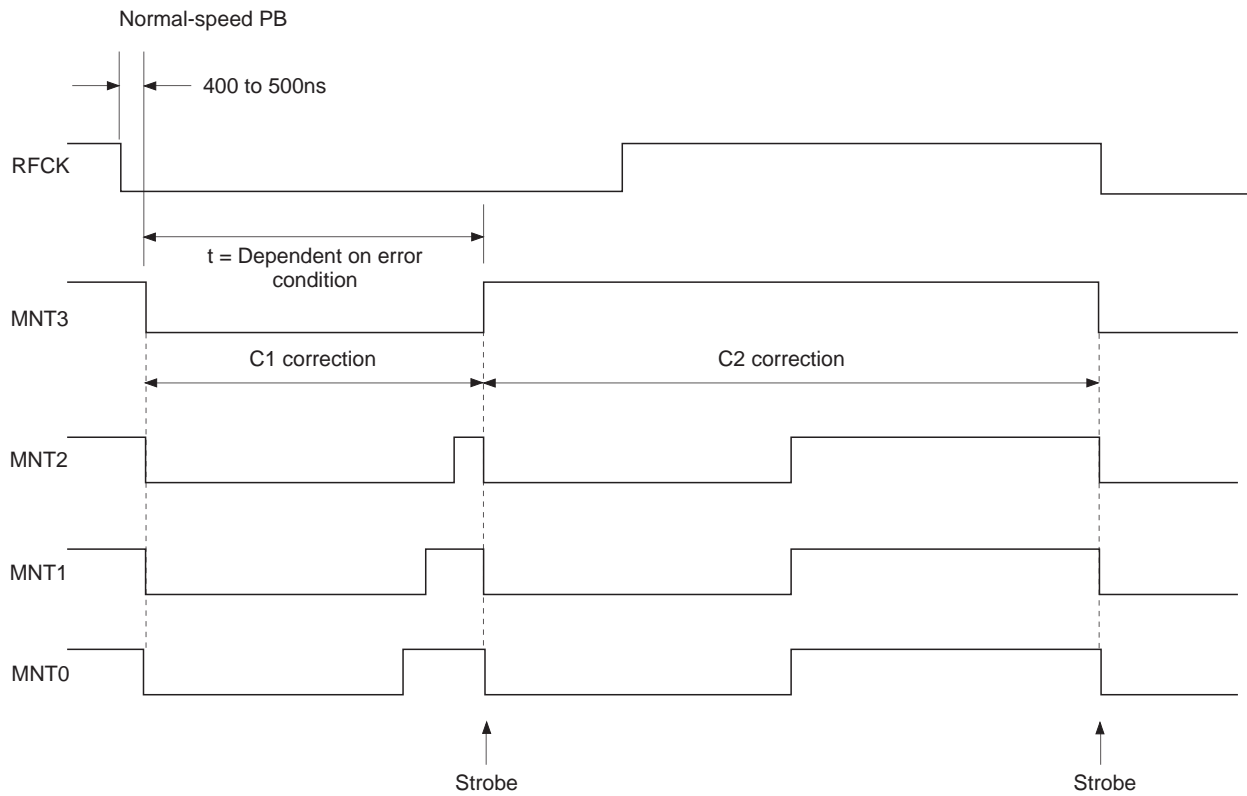 Normal-speed PB
400 to 500ns
RFCK
t = Dependent on error
condition
MNT3
C1 correction
C2 correction
MNT2
MNT1
MNT0
Strobe
Strobe